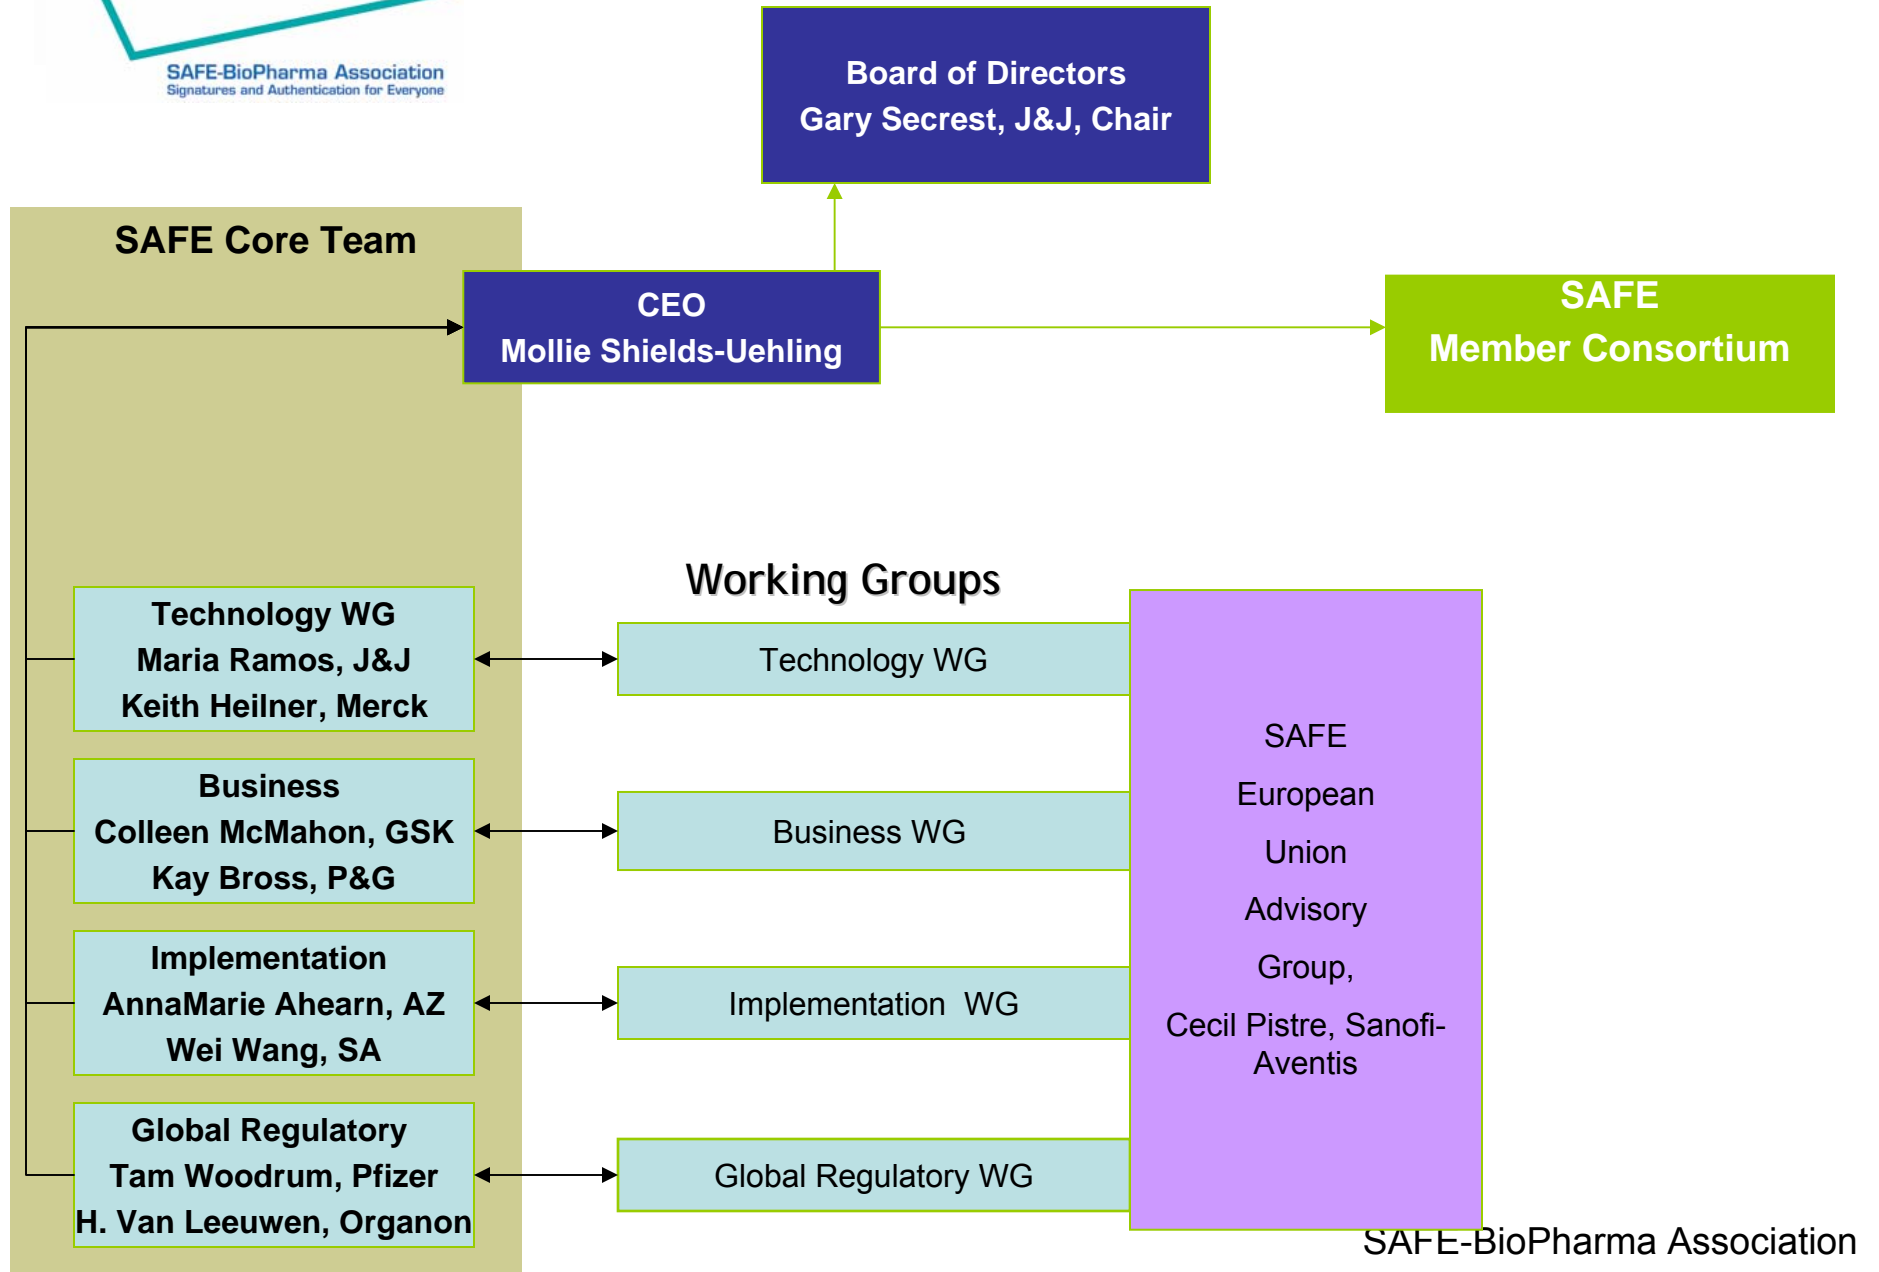 SAFE-BioPharma Association
Signatures and Authentication for Everyone
Board of Directors
Gary Secrest, J&J, Chair
SAFE Core Team
CEO
Mollie Shields-Uehling
SAFE
Member Consortium
Working Groups
Technology WG
Maria Ramos, J&J
Keith Heilner, Merck
Technology WG
Business
Colleen McMahon, GSK
Kay Bross, P&G
Business WG
Implementation
AnnaMarie Ahearn, AZ
Wei Wang, SA
Implementation WG
Global Regulatory
Tam Woodrum, Pfizer
H. Van Leeuwen, Organon
Global Regulatory WG
SAFE
European
Union
Advisory
Group,
Cecil Pistre, Sanofi-
Aventis
SAFE-BioPharma Association